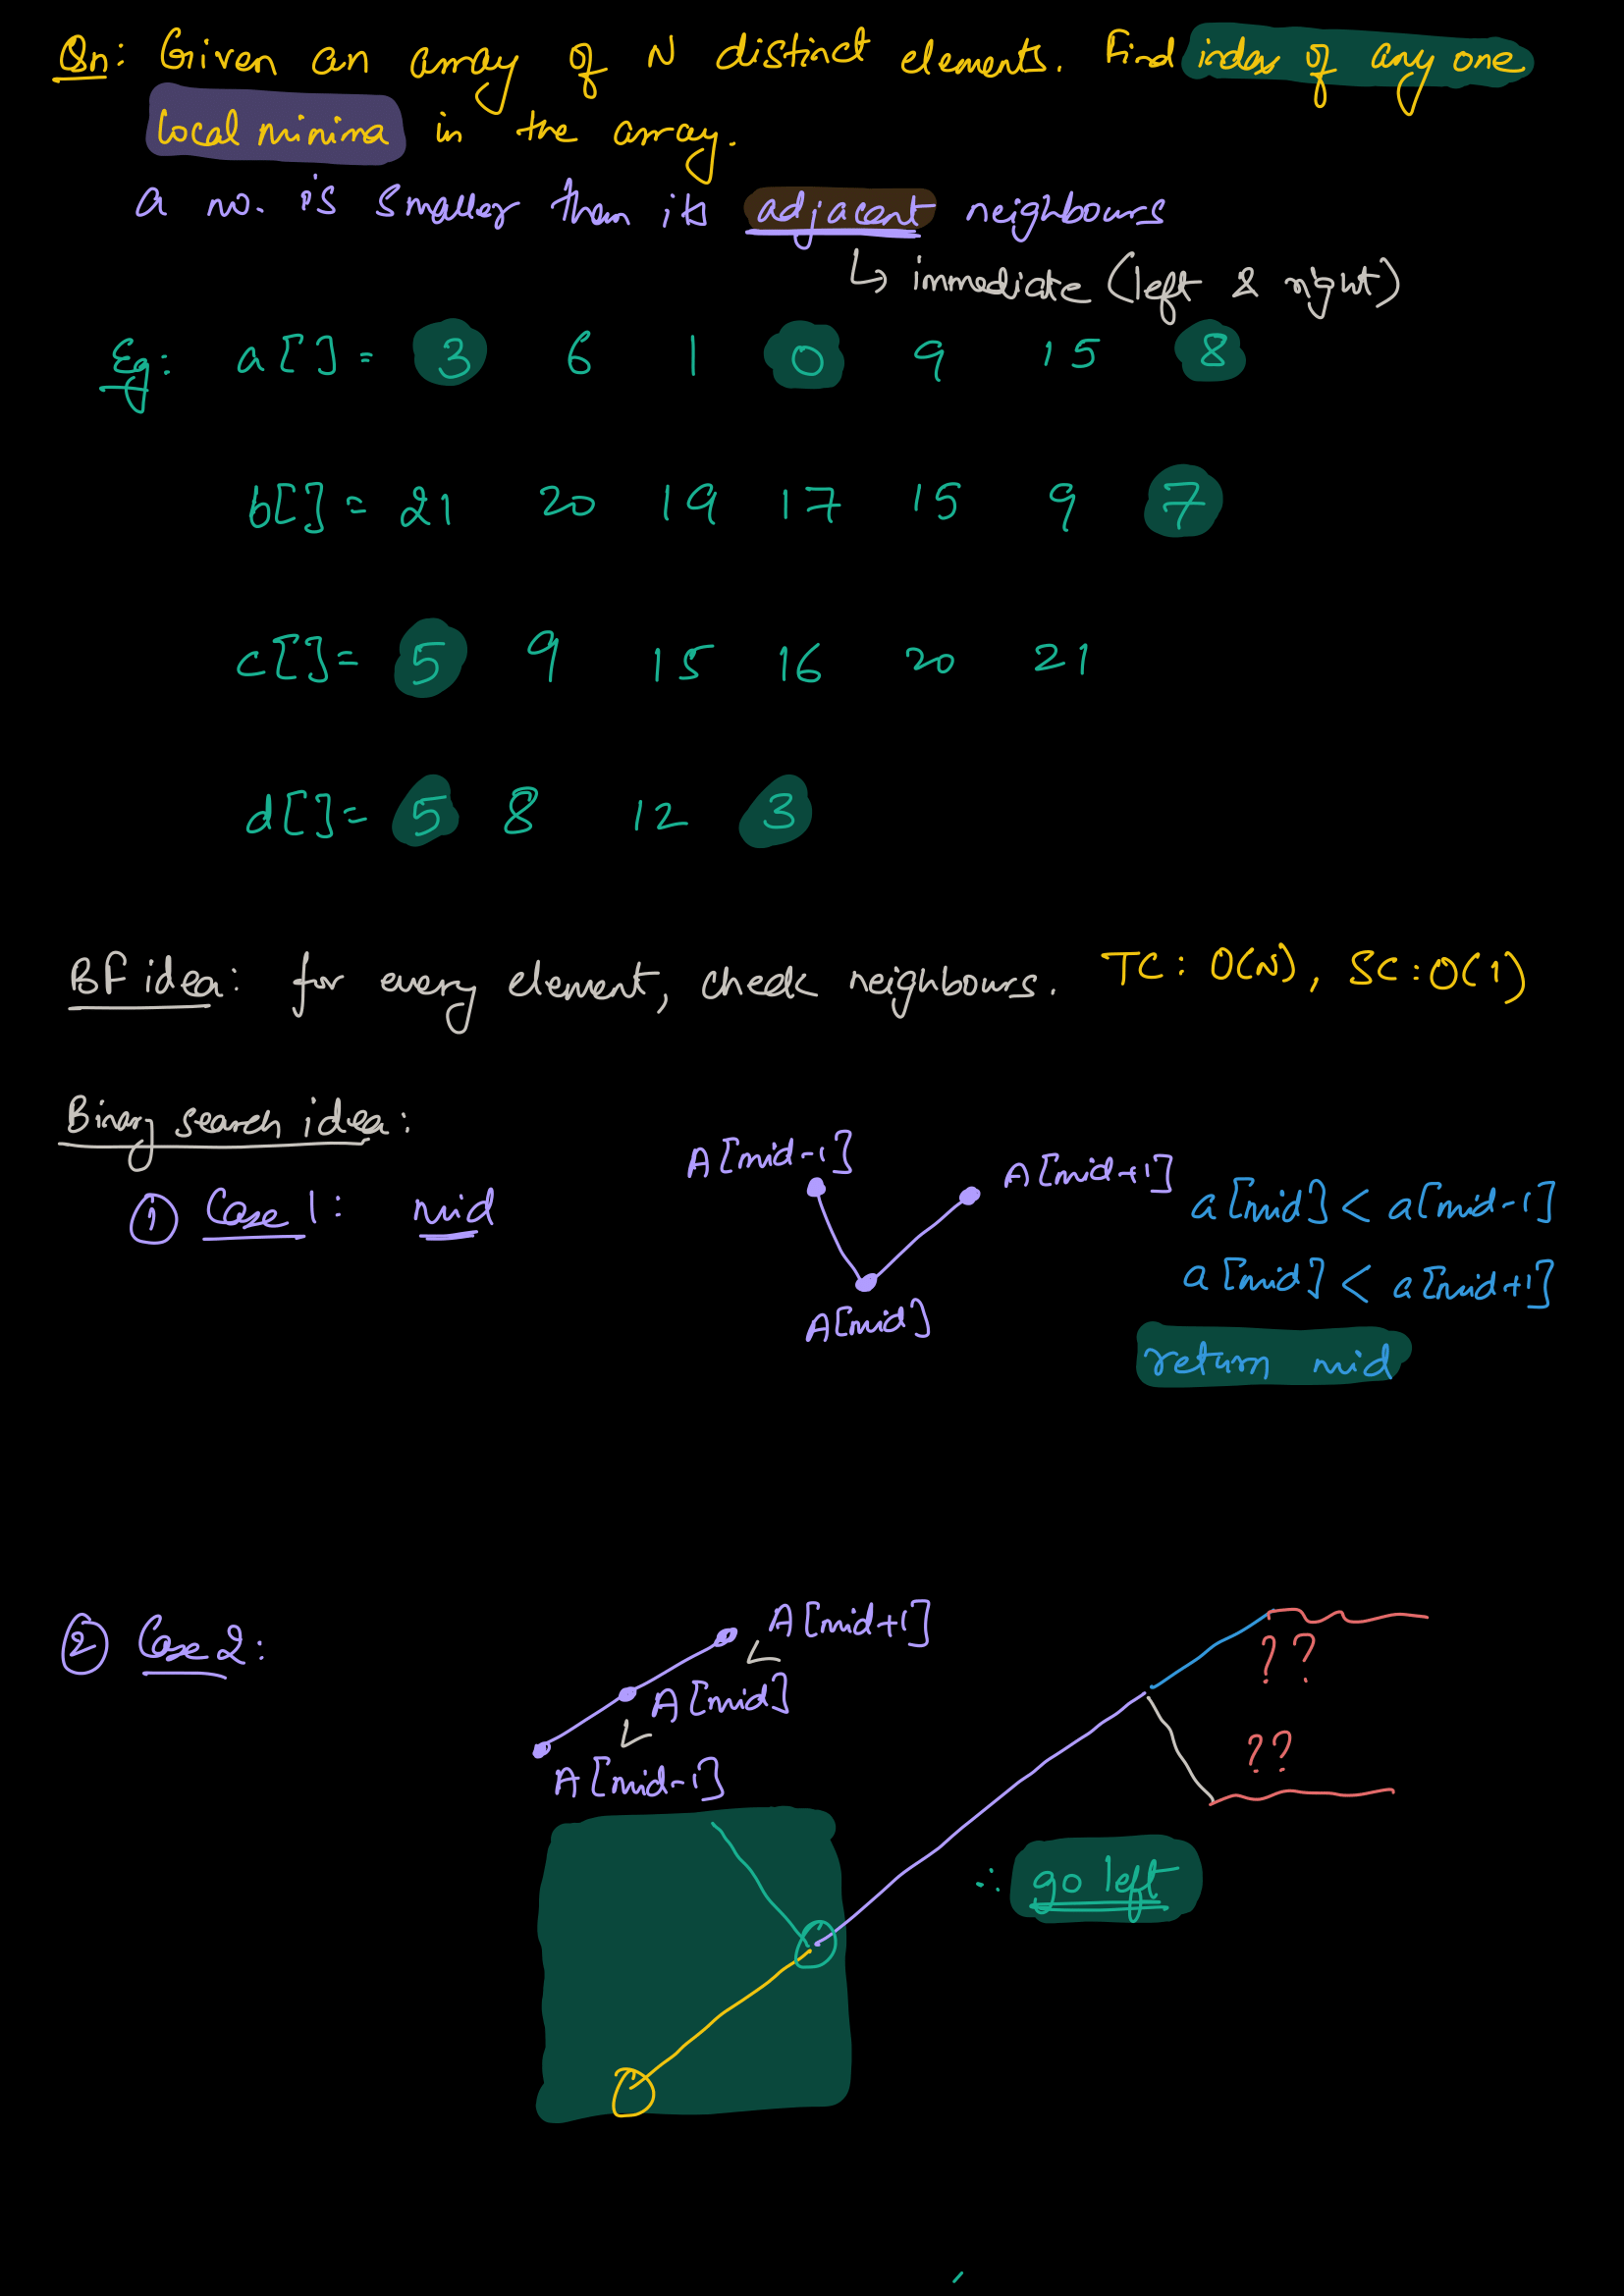 Qn: Given an array of N distinct elements. Find index of any one
local minima in the array.
a no. is smaller than its adjacent neighbours
↳ immediate (left & right)
Eg: a[] = 3 6 1 0 9 15 8
b[] = 21 20 19 17 15 9 7
c[] = 5 9 15 16 20 21
d[] = 5 8 12 3
BF idea: for every element, check neighbours. TC: O(N), SC: O(1)
Binary search idea:
① Case 1: mid
A[mid-1]
A[mid+1]
A[mid]
a[mid] < a[mid-1]
a[mid] < a[mid+1]
return mid
② Case 2:
A[mid+1]
A[mid]
A[mid-1]
??
??
∴ go left